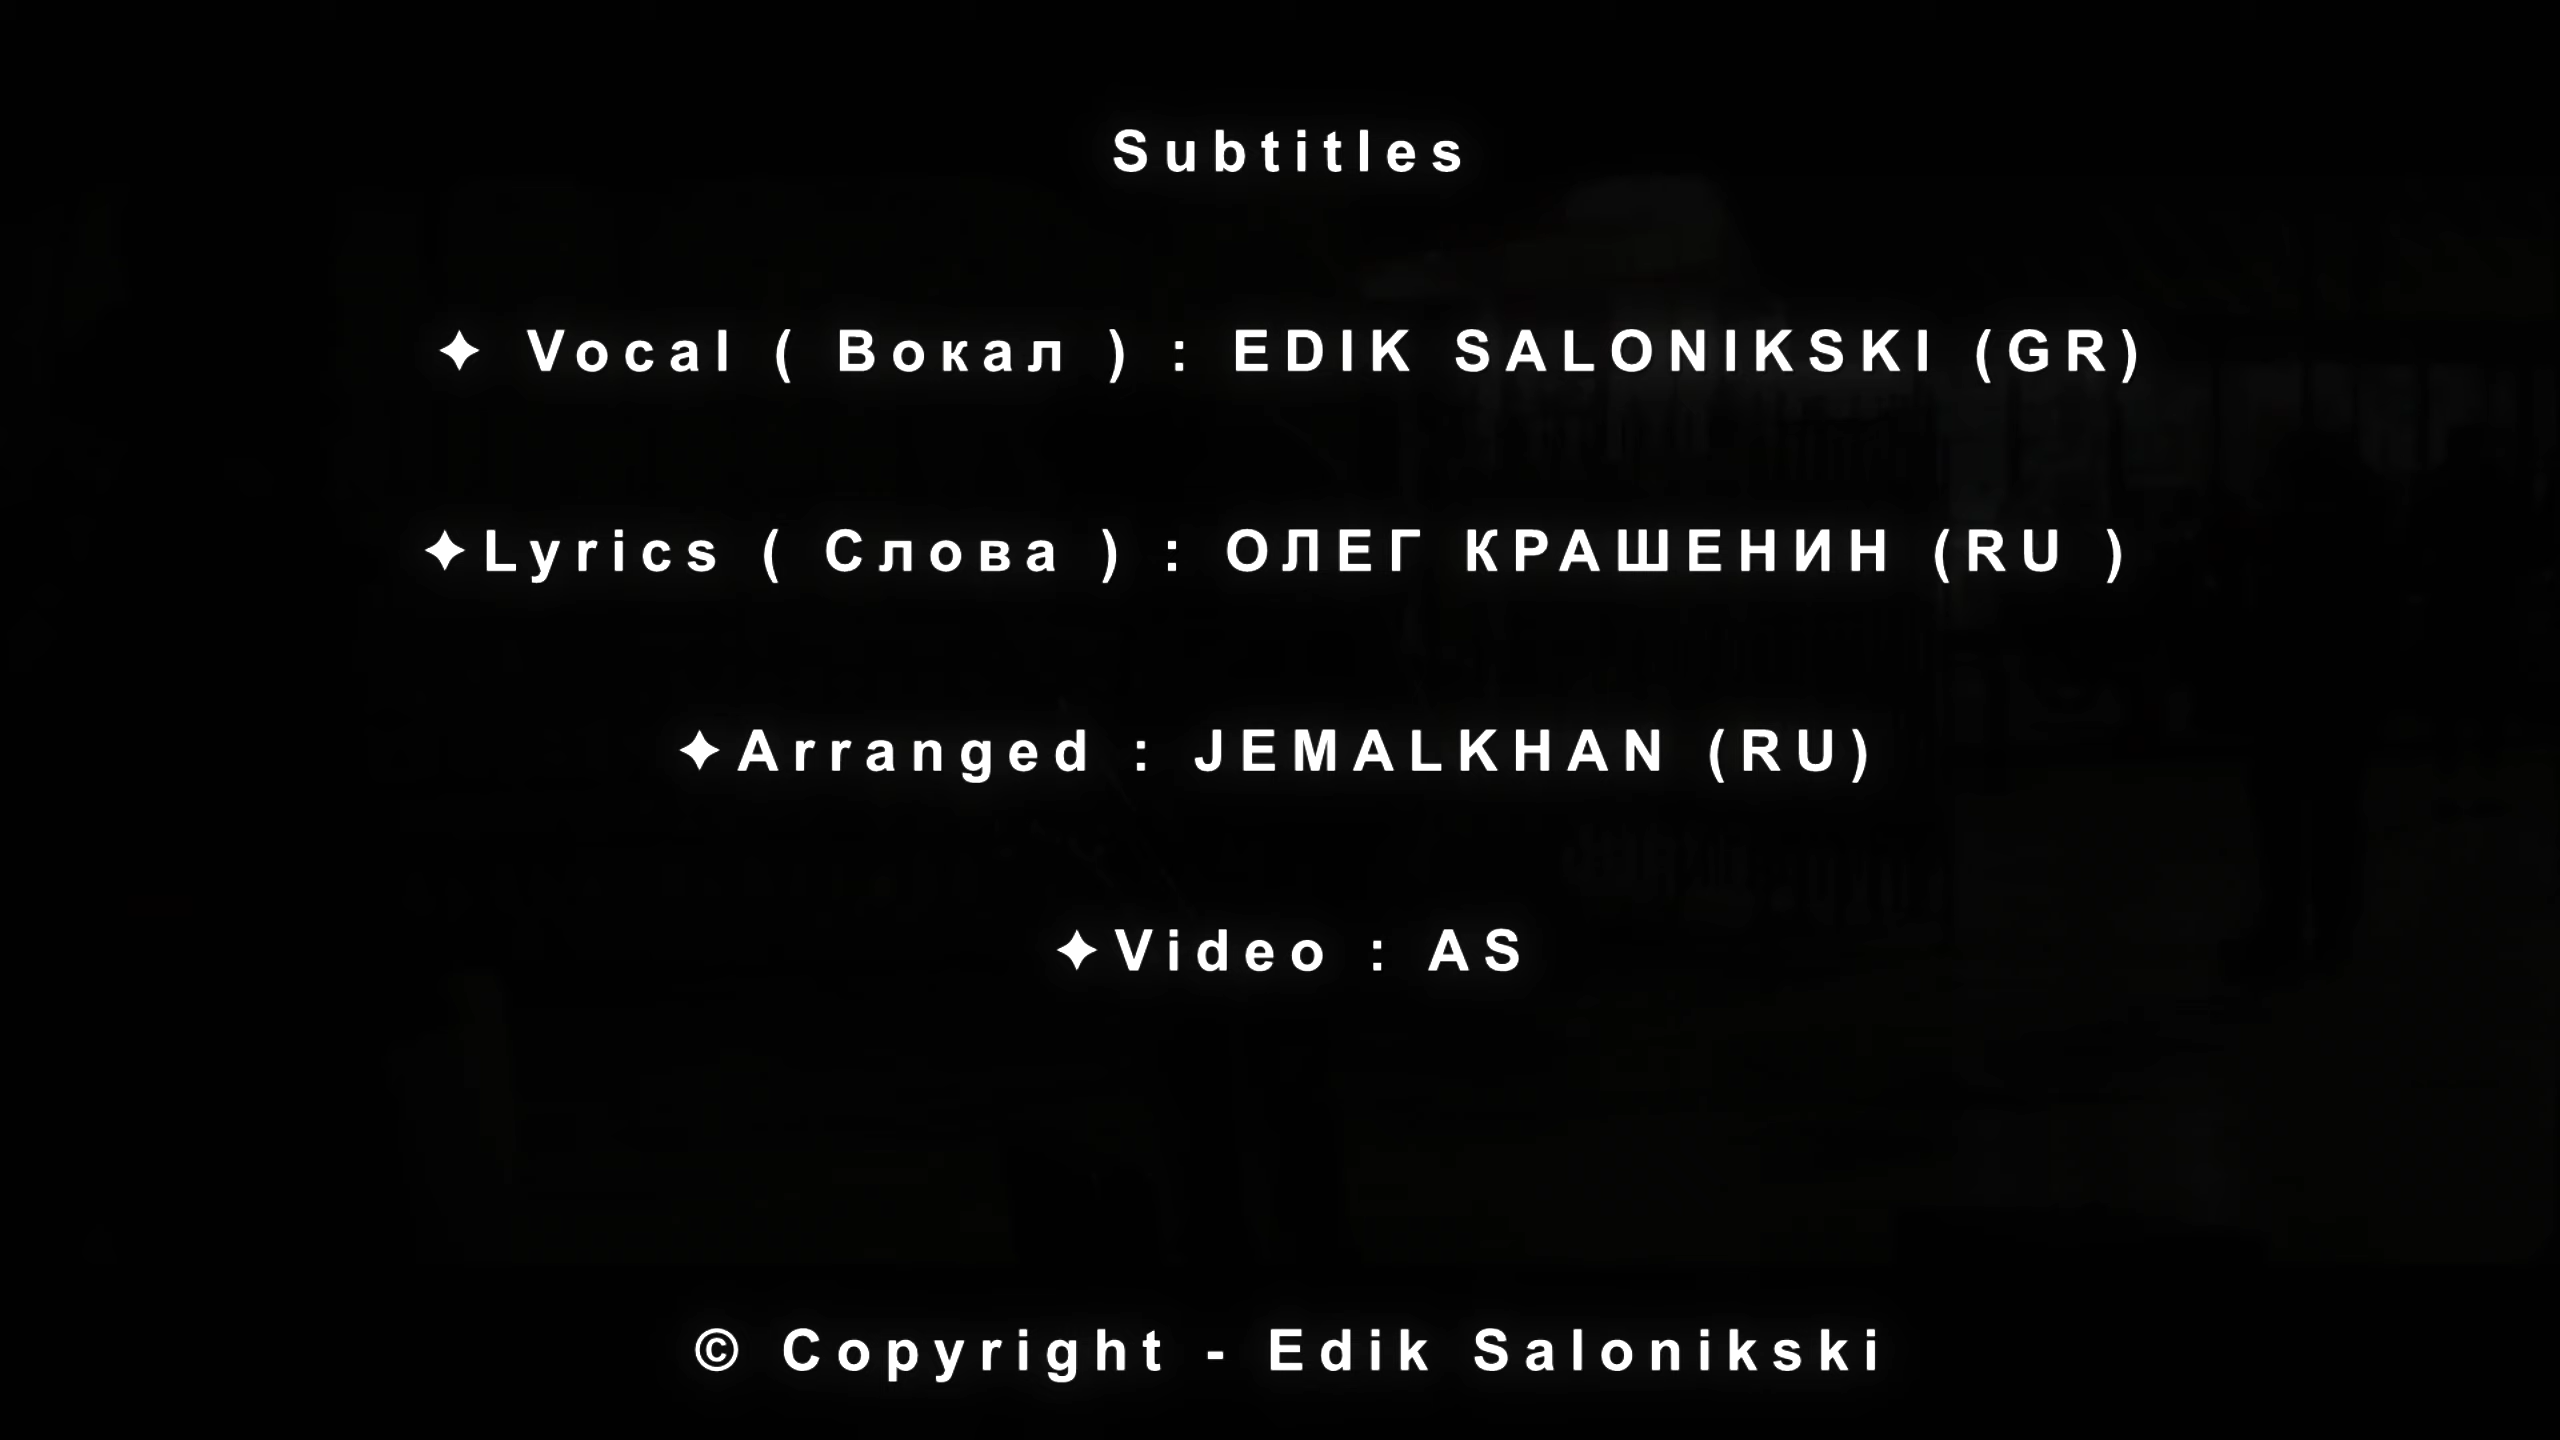 Subtitles
✦ Vocal ( Вокал ) : EDIK SALONIKSKI (GR)
✦Lyrics ( Слова ) : ОЛЕГ КРАШЕНИН (RU )
✦Arranged : JEMALKHAN (RU)
✦Video : AS
© Copyright - Edik Salonikski